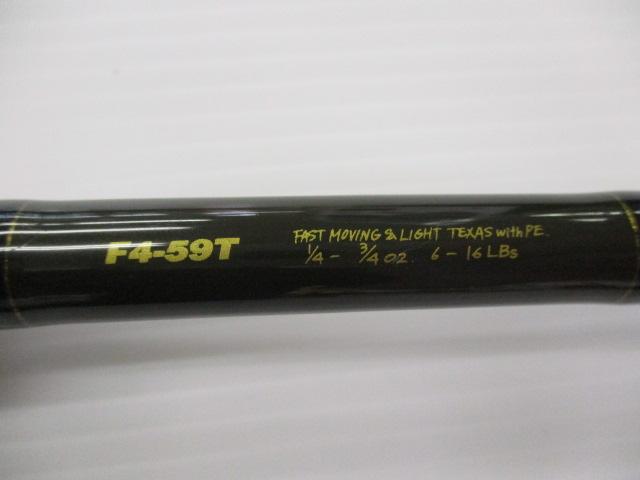 F4-59T
FAST MOVING & LIGHT TEXAS with PE.
1/4 - 3/4 OZ. 6 - 16 LBs